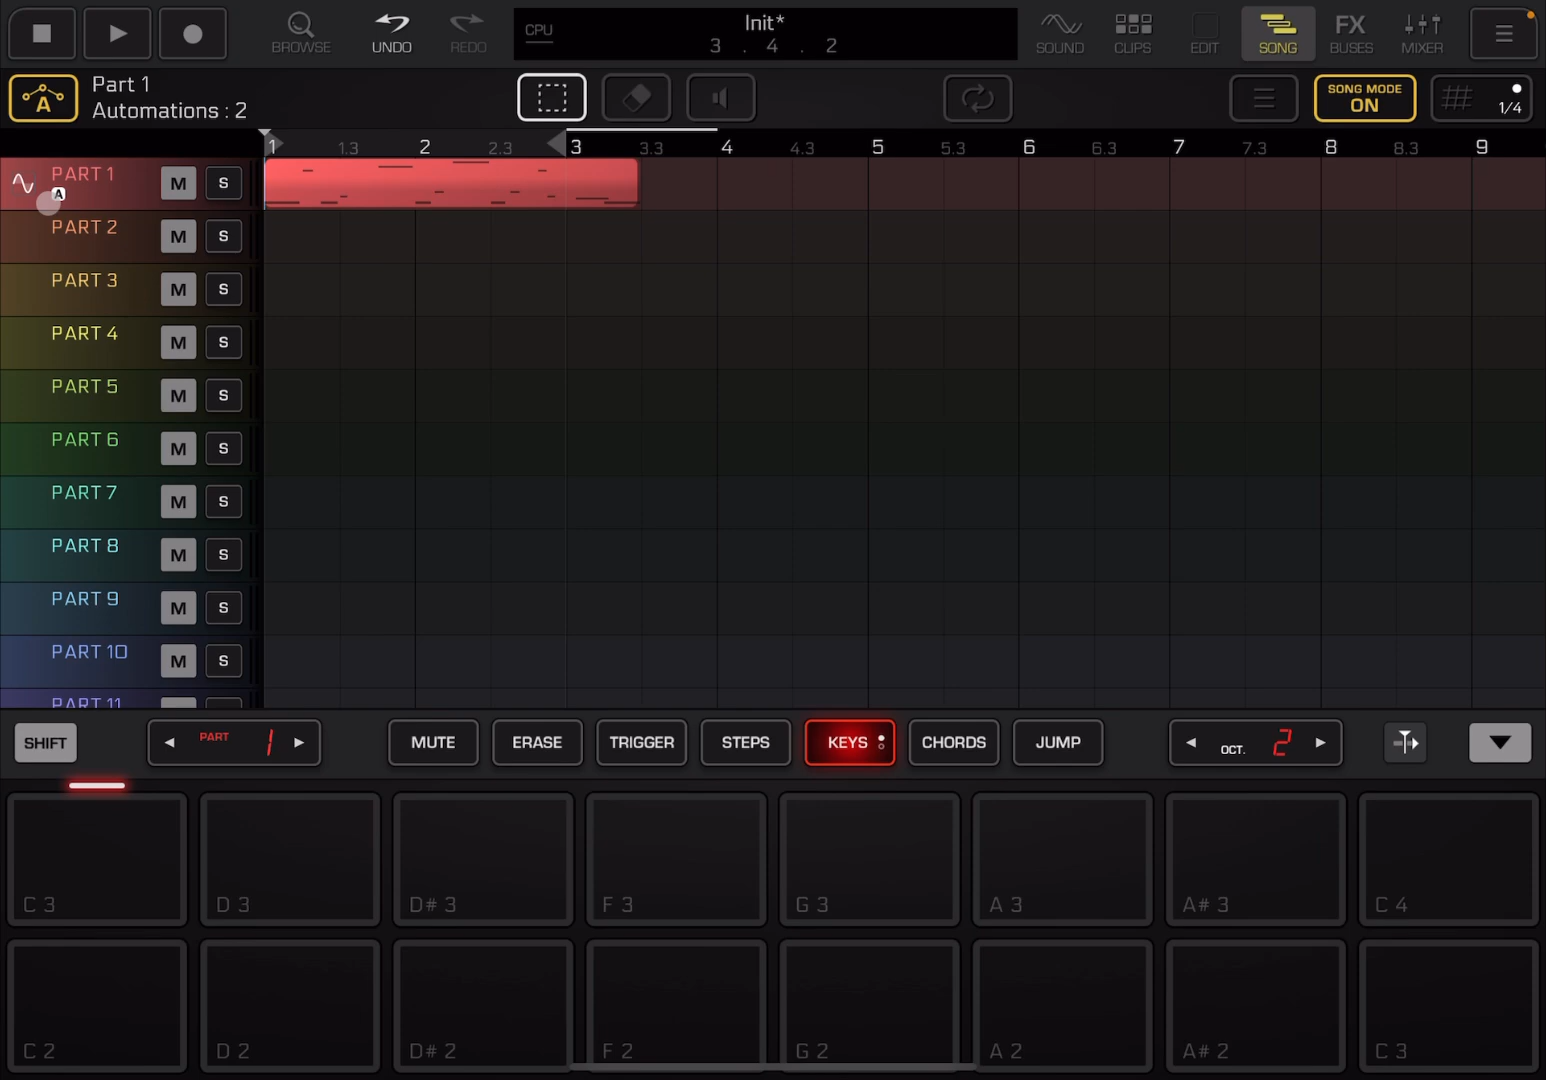 BROWSE
UNDO
REDO
CPU
Init*
3 . 4 . 2
SOUND
CLIPS
EDIT
SONG
FX
BUSES
MIXER
A
Part 1
Automations : 2
SONG MODE
ON
1/4
1 1.3 2 2.3 3 3.3 4 4.3 5 5.3 6 6.3 7 7.3 8 8.3 9
PART 1
A
M S
PART 2 M S
PART 3 M S
PART 4 M S
PART 5 M S
PART 6 M S
PART 7 M S
PART 8 M S
PART 9 M S
PART 10 M S
PART 11
SHIFT
PART 1
MUTE
ERASE
TRIGGER
STEPS
KEYS
CHORDS
JUMP
OCT. 2
C 3 D 3 D# 3 F 3 G 3 A 3 A# 3 C 4
C 2 D 2 D# 2 F 2 G 2 A 2 A# 2 C 3